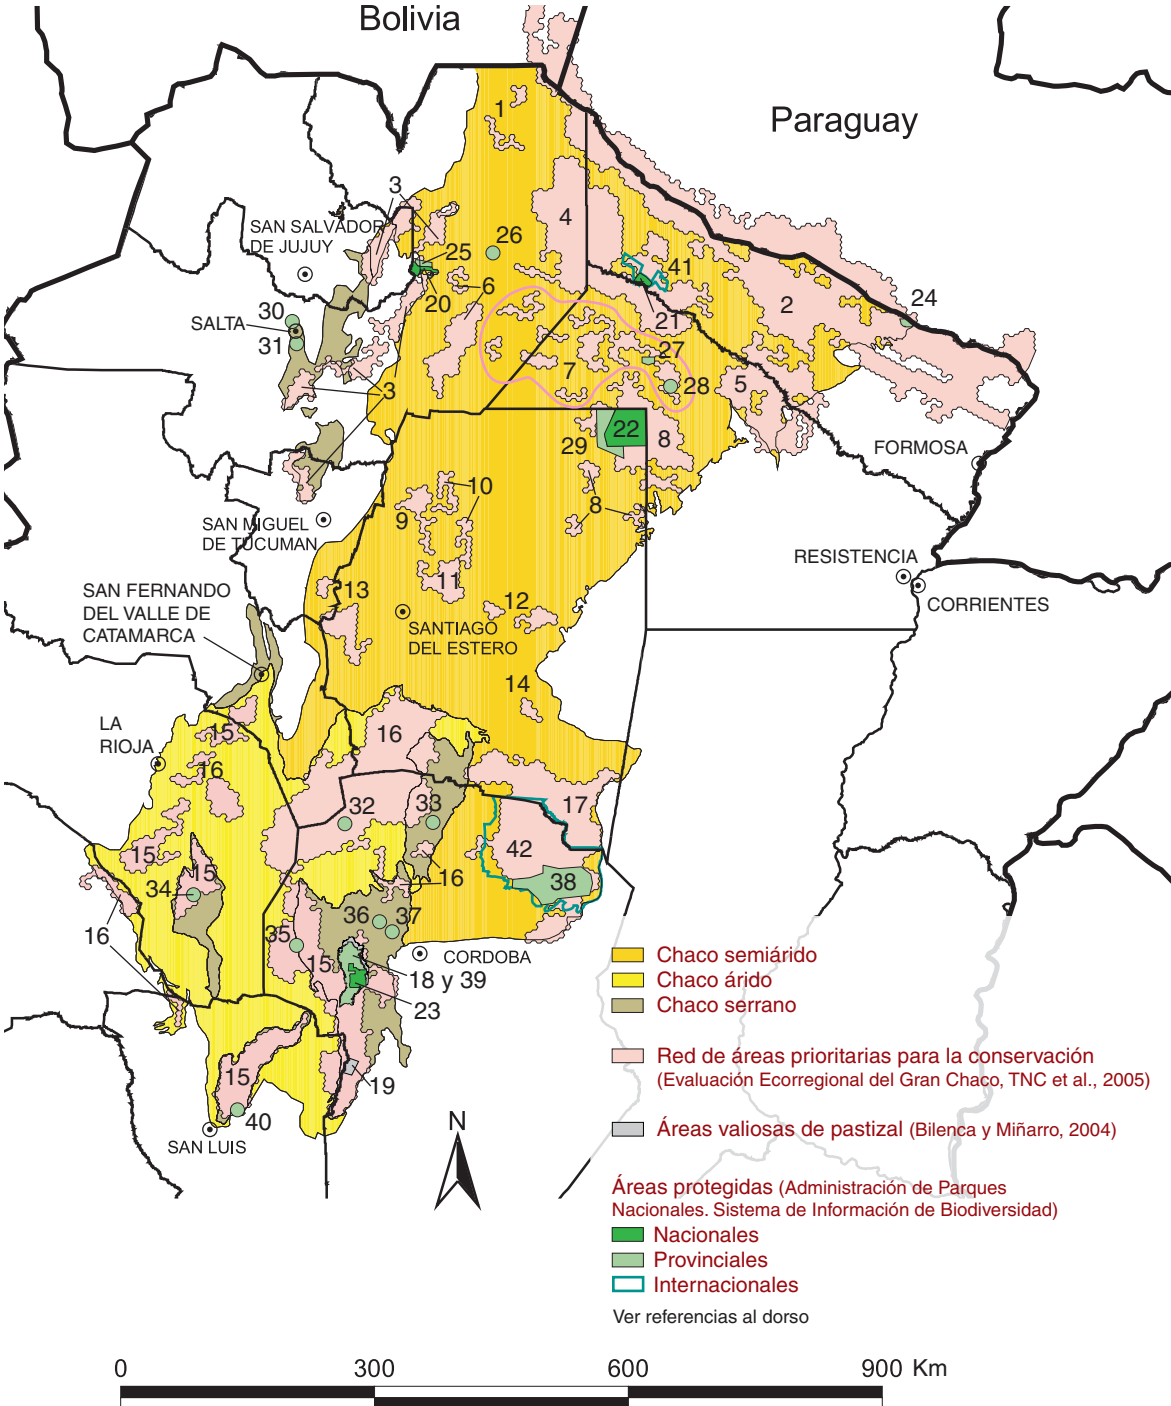 Bolivia
Paraguay
1
3
4
SAN SALVADOR
DE JUJUY
25
26
41
6
2
24
20
30
SALTA
21
31
27
7
28
5
3
22
8
29
FORMOSA
10
9
8
SAN MIGUEL
DE TUCUMAN
RESISTENCIA
11
SAN FERNANDO
DEL VALLE DE
CATAMARCA
13
12
CORRIENTES
SANTIAGO
DEL ESTERO
14
LA
RIOJA
15
16
16
32
33
17
15
42
15
34
16
38
16
36
37
35
15
CORDOBA
18 y 39
23
15
19
40
SAN LUIS
N
Chaco semiárido
Chaco árido
Chaco serrano
Red de áreas prioritarias para la conservación
(Evaluación Ecorregional del Gran Chaco, TNC et al., 2005)
Áreas valiosas de pastizal (Bilenca y Miñarro, 2004)
Áreas protegidas (Administración de Parques
Nacionales. Sistema de Información de Biodiversidad)
Nacionales
Provinciales
Internacionales
Ver referencias al dorso
0 300 600 900 Km